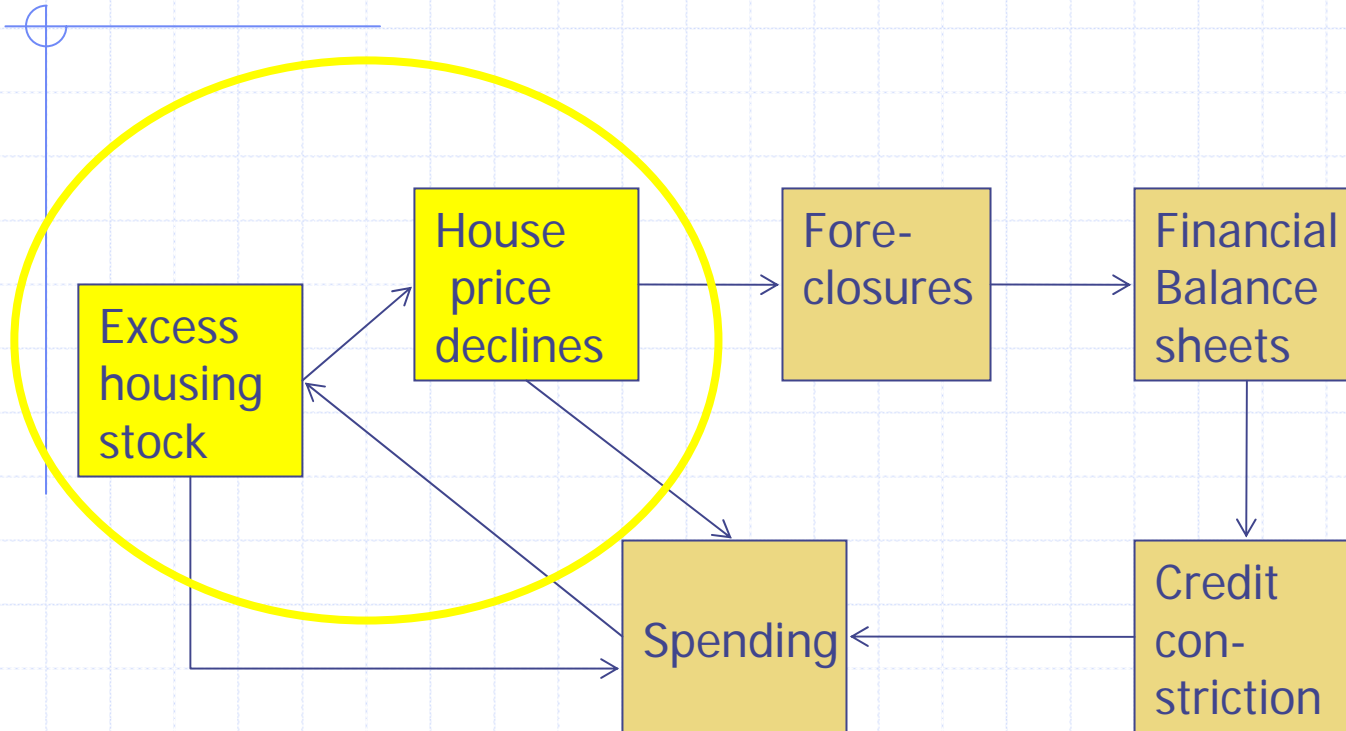 Excess
housing
stock
House
price
declines
Fore-
closures
Financial
Balance
sheets
Spending
Credit
con-
striction